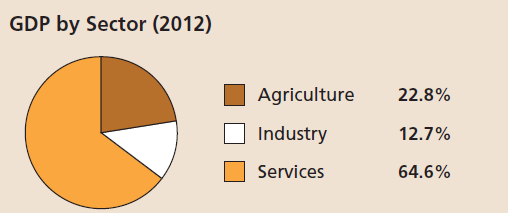 GDP by Sector (2012)
Agriculture 22.8%
Industry 12.7%
Services 64.6%